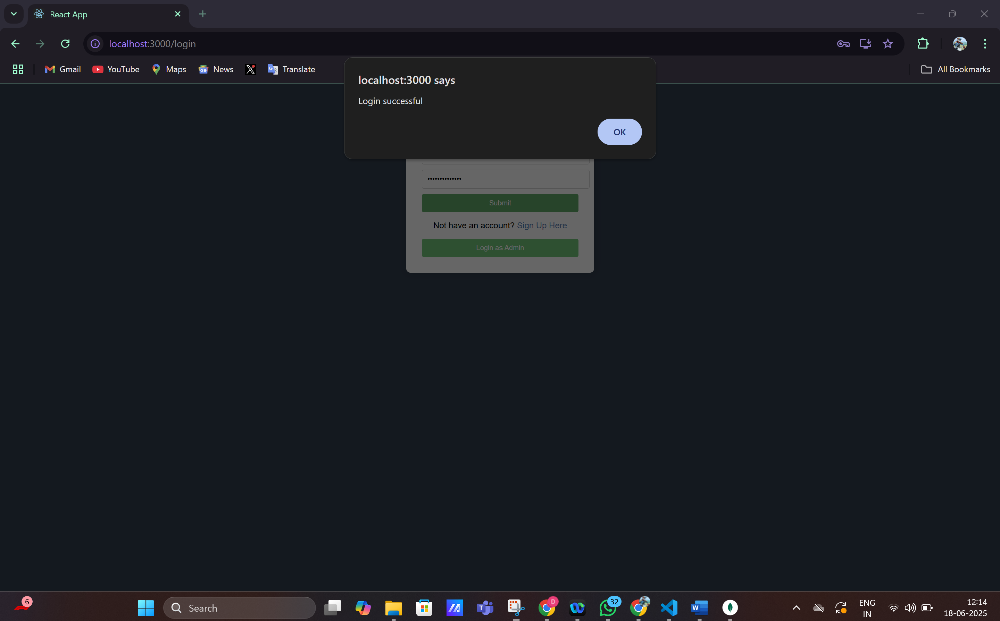 React App
localhost:3000/login
Gmail YouTube Maps News Translate All Bookmarks
localhost:3000 says
Login successful
OK
••••••••••••••
Submit
Not have an account? Sign Up Here
Login as Admin
6
Search
T
D
32
W
ENG
IN
12:14
18-06-2025